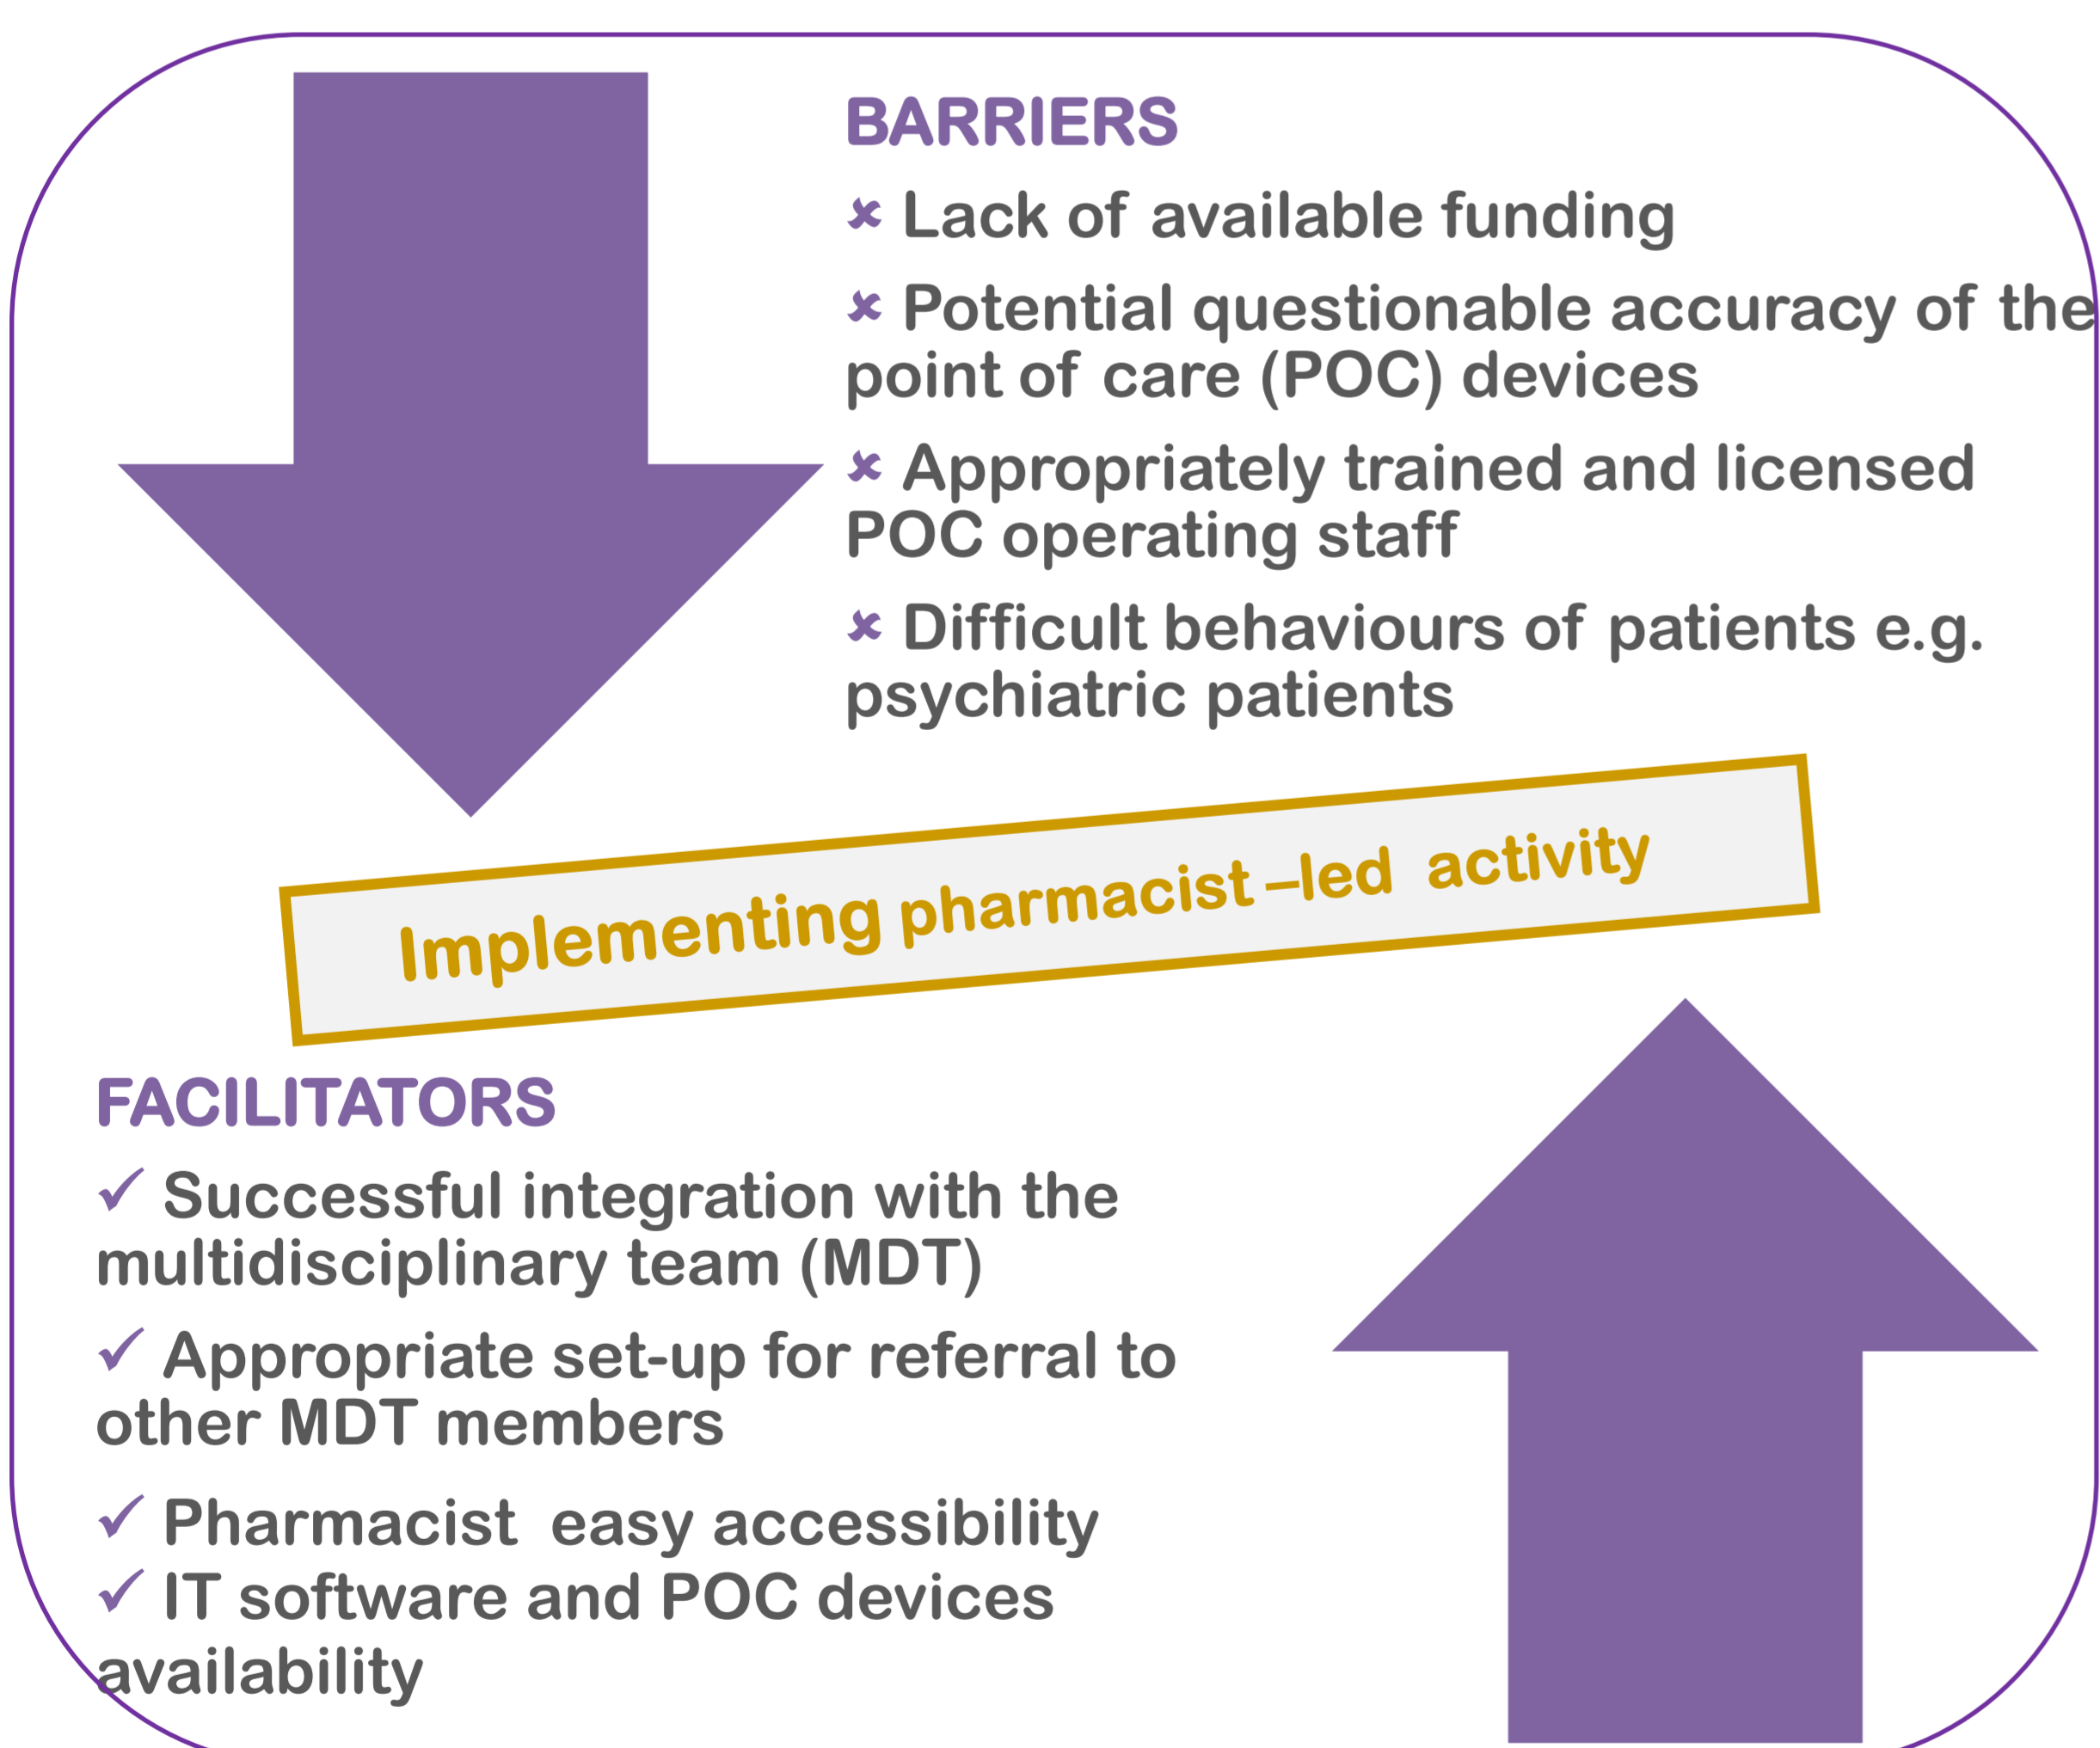 BARRIERS
Lack of available funding
Potential questionable accuracy of the
point of care (POC) devices
Appropriately trained and licensed
POC operating staff
Difficult behaviours of patients e.g.
psychiatric patients
Implementing pharmacist–led activity
FACILITATORS
✓ Successful integration with the
multidisciplinary team (MDT)
✓ Appropriate set-up for referral to
other MDT members
✓ Pharmacist easy accessibility
✓ IT software and POC devices
availability